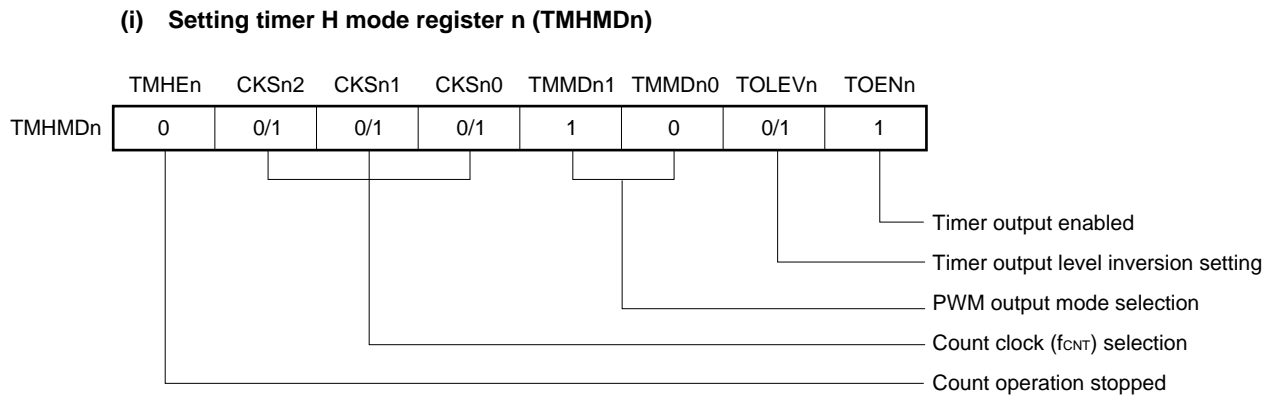 (i) Setting timer H mode register n (TMHMDn)
TMHEn CKSn2 CKSn1 CKSn0 TMMDn1 TMMDn0 TOLEVn TOENn
TMHMDn 0 0/1 0/1 0/1 1 0 0/1 1
Timer output enabled
Timer output level inversion setting
PWM output mode selection
Count clock (fCNT) selection
Count operation stopped